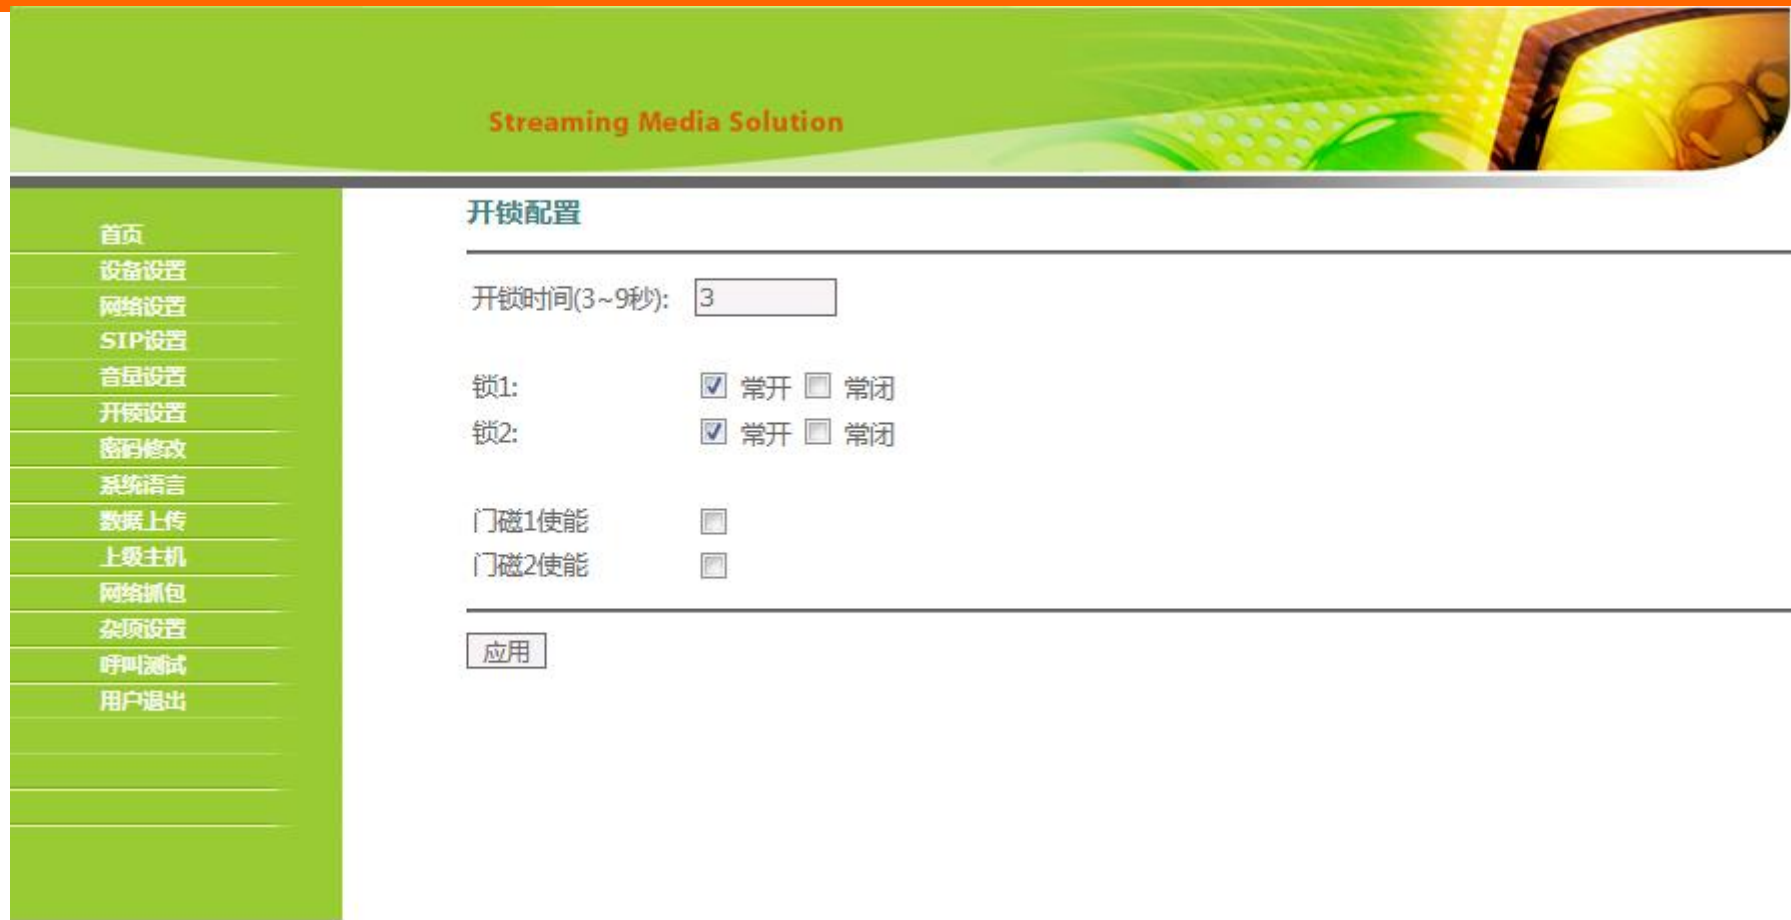 Streaming Media Solution
首页
设备设置
网络设置
SIP设置
音量设置
开锁设置
密码修改
系统语言
数据上传
上级主机
网络抓包
杂项设置
呼叫测试
用户退出
开锁配置
开锁时间(3~9秒): 3
锁1: 常开 常闭
锁2: 常开 常闭
门磁1使能
门磁2使能
应用